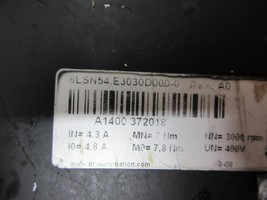 8LSN54.E3030D000-0 Rev.: A0
A1400 372018
IN= 4.3 A MN= 7 Nm NN= 3000 rpm
I0= 4.8 A M0= 7.8 Nm UN= 400V
www.br-automation.com